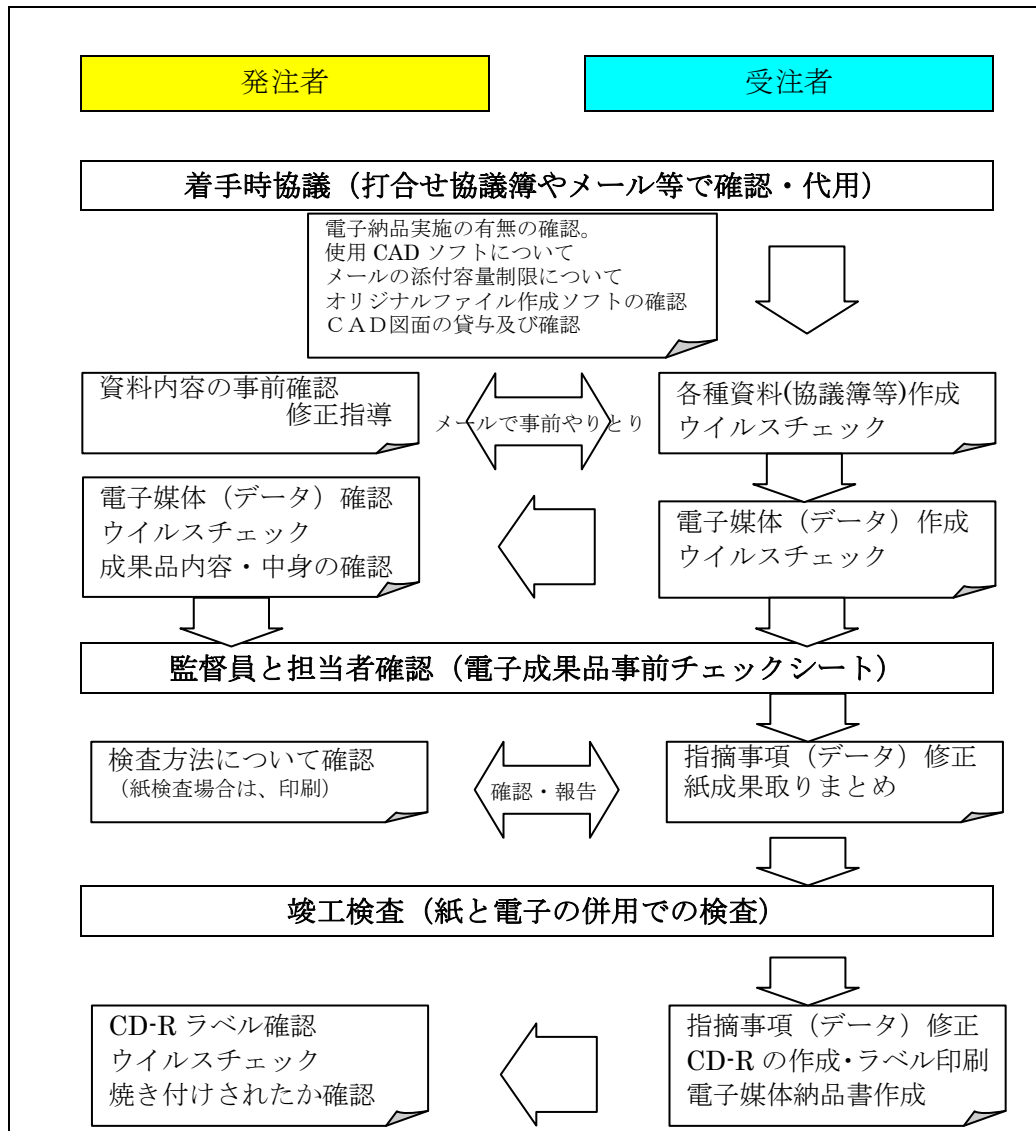 発注者
受注者
着手時協議(打合せ協議簿やメール等で確認・代用)
電子納品実施の有無の確認。
使用 CAD ソフトについて
メールの添付容量制限について
オリジナルファイル作成ソフトの確認
ＣＡＤ図面の貸与及び確認
資料内容の事前確認
修正指導
メールで事前やりとり
各種資料(協議簿等)作成
ウイルスチェック
電子媒体（データ）確認
ウイルスチェック
成果品内容・中身の確認
電子媒体（データ）作成
ウイルスチェック
監督員と担当者確認（電子成果品事前チェックシート）
検査方法について確認
（紙検査場合は、印刷）
確認・報告
指摘事項（データ）修正
紙成果取りまとめ
竣工検査（紙と電子の併用での検査）
CD-R ラベル確認
ウイルスチェック
焼き付けされたか確認
指摘事項（データ）修正
CD-R の作成・ラベル印刷
電子媒体納品書作成